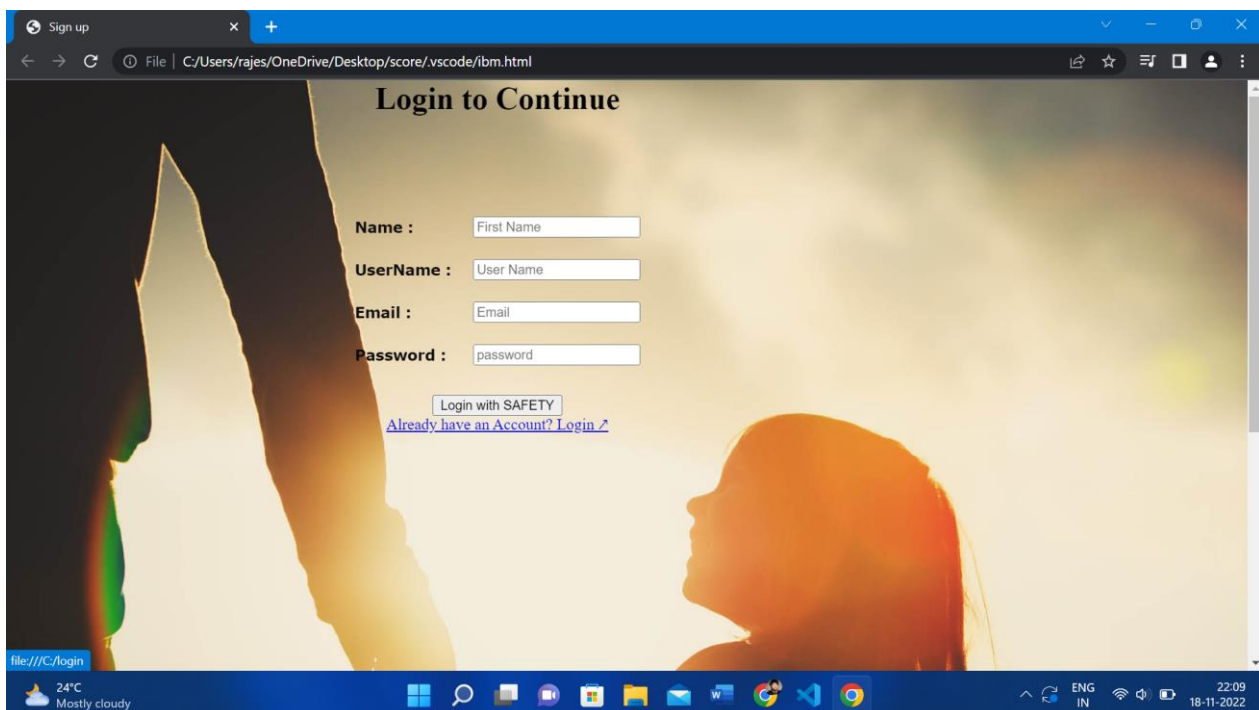 Sign up
File | C:/Users/rajes/OneDrive/Desktop/score/.vscode/ibm.html
Login to Continue
Name : First Name
UserName : User Name
Email : Email
Password : password
Login with SAFETY
Already have an Account? Login ↗
file:///C:/login
24°C
Mostly cloudy
ENG
IN
22:09
18-11-2022